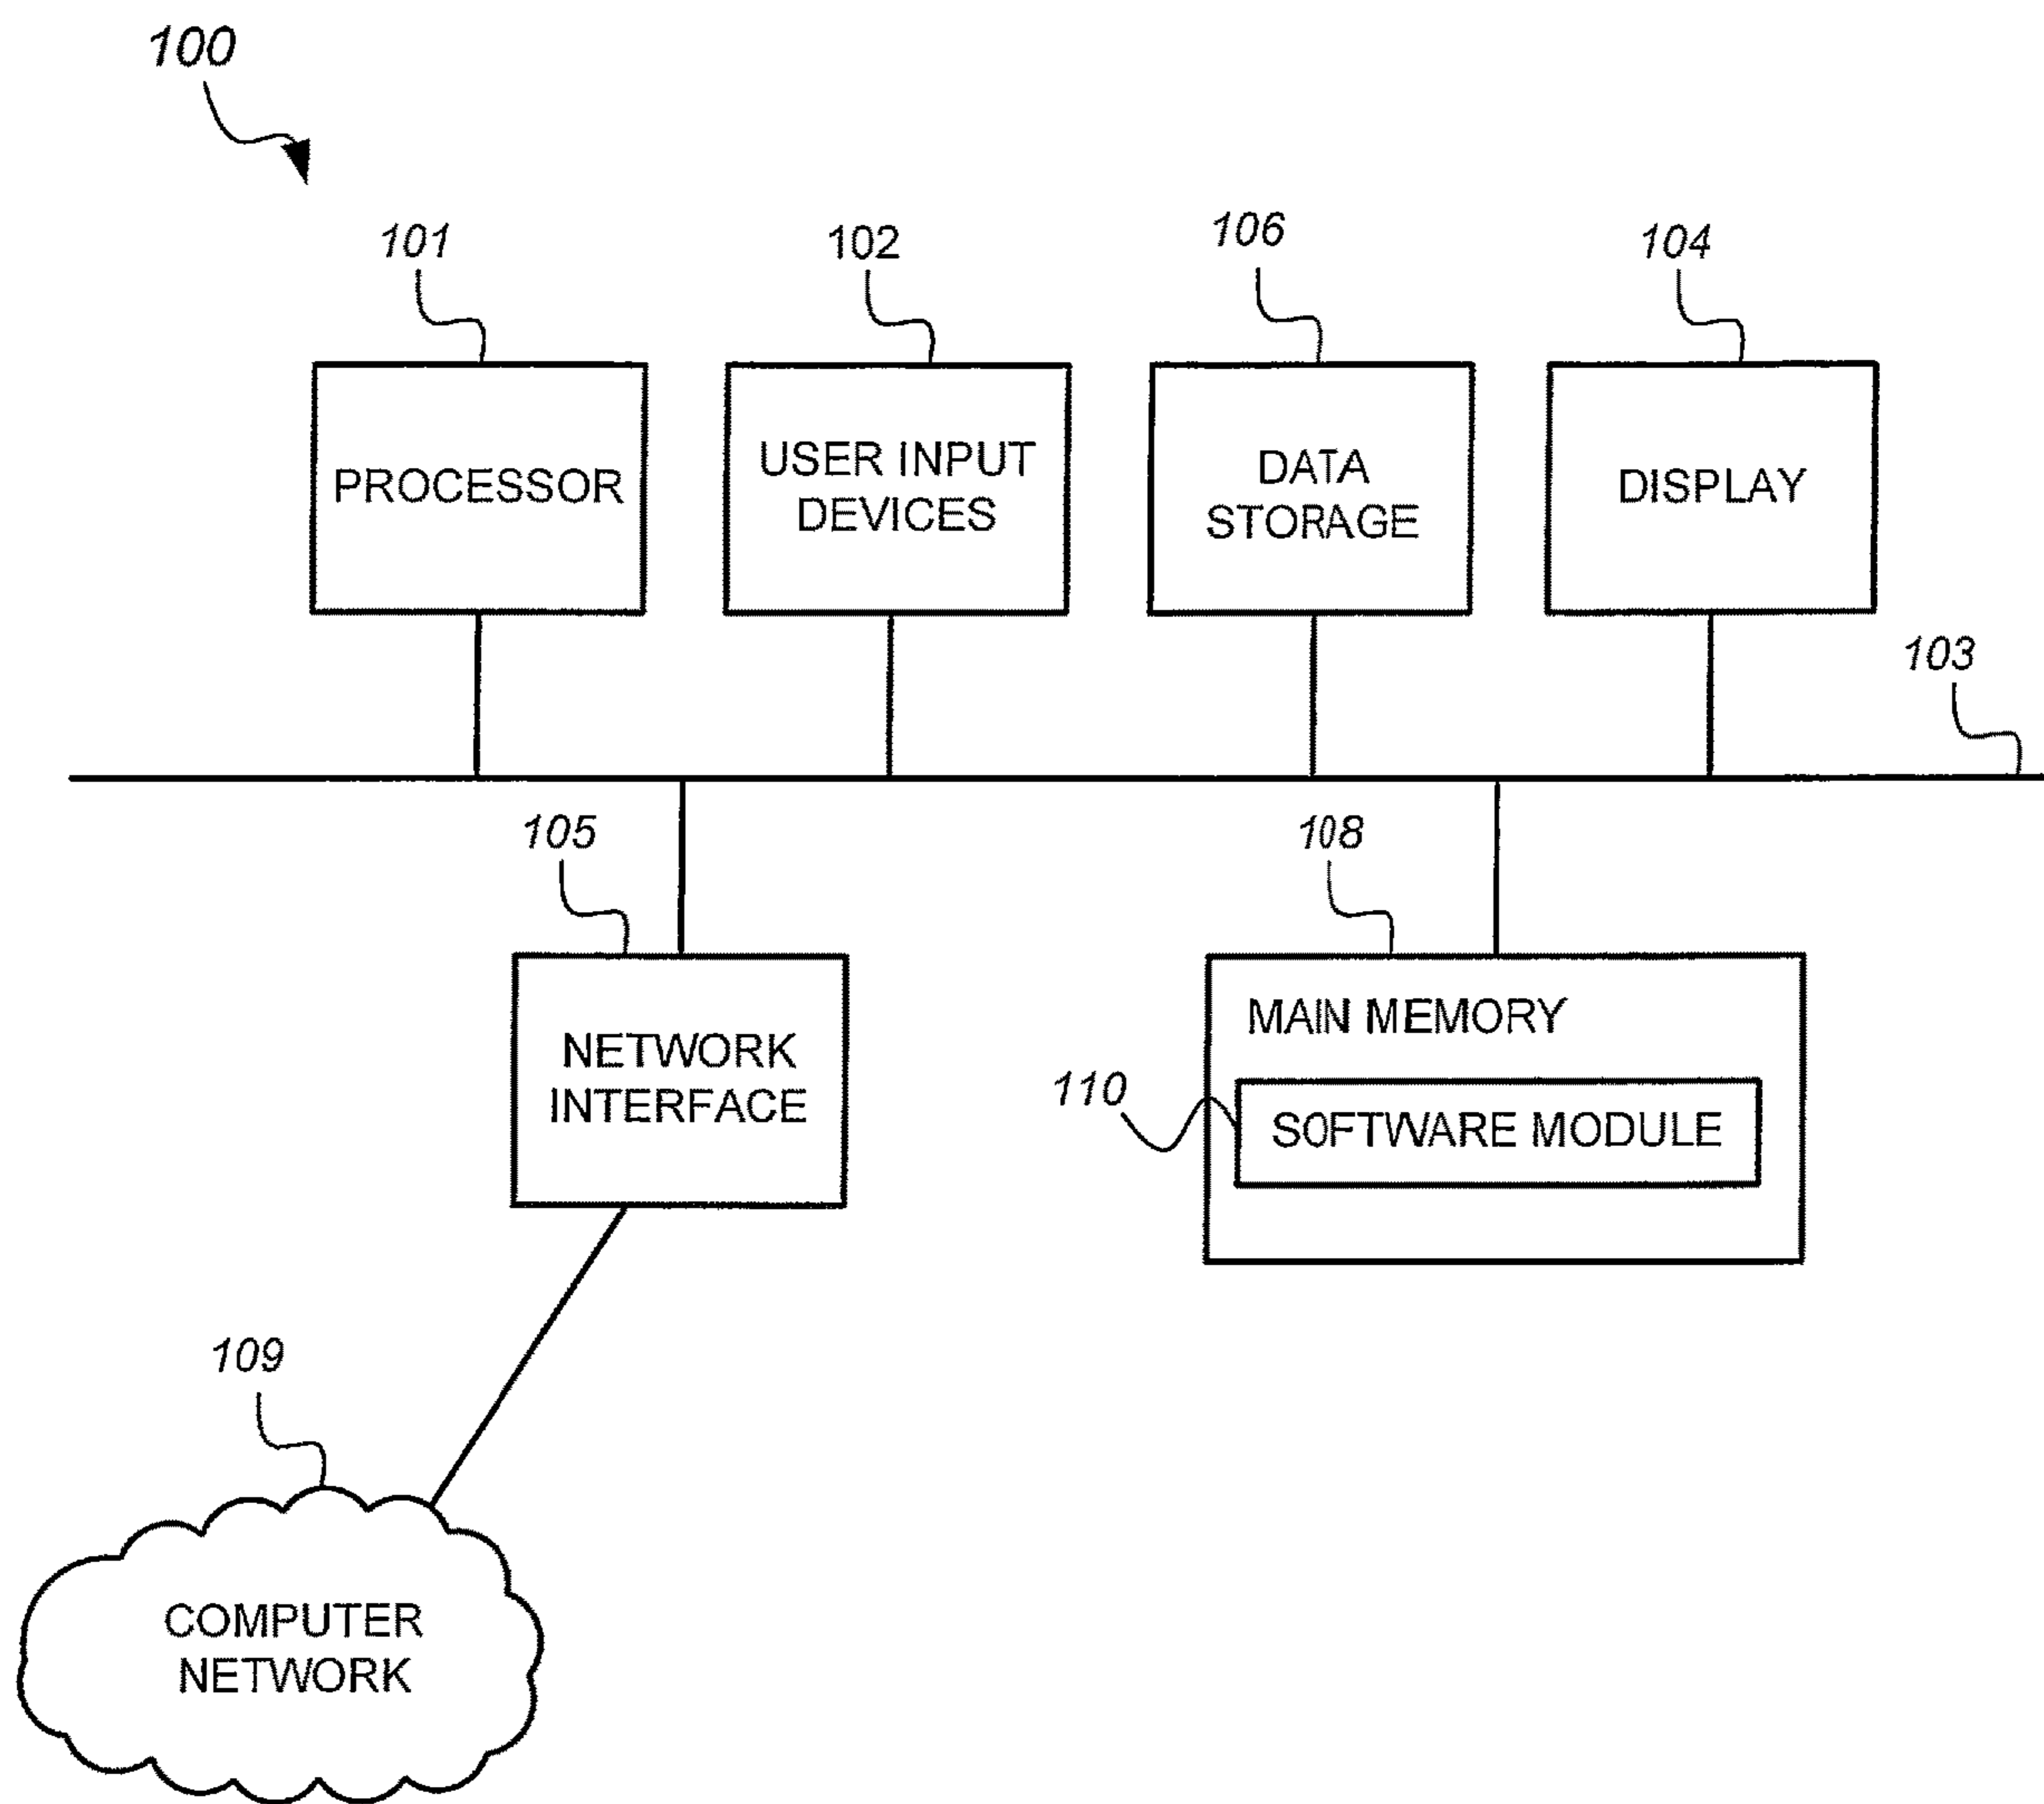 100
101
102
106
104
PROCESSOR
USER INPUT
DEVICES
DATA
STORAGE
DISPLAY
103
105
108
NETWORK
INTERFACE
MAIN MEMORY
110
SOFTWARE MODULE
109
COMPUTER
NETWORK